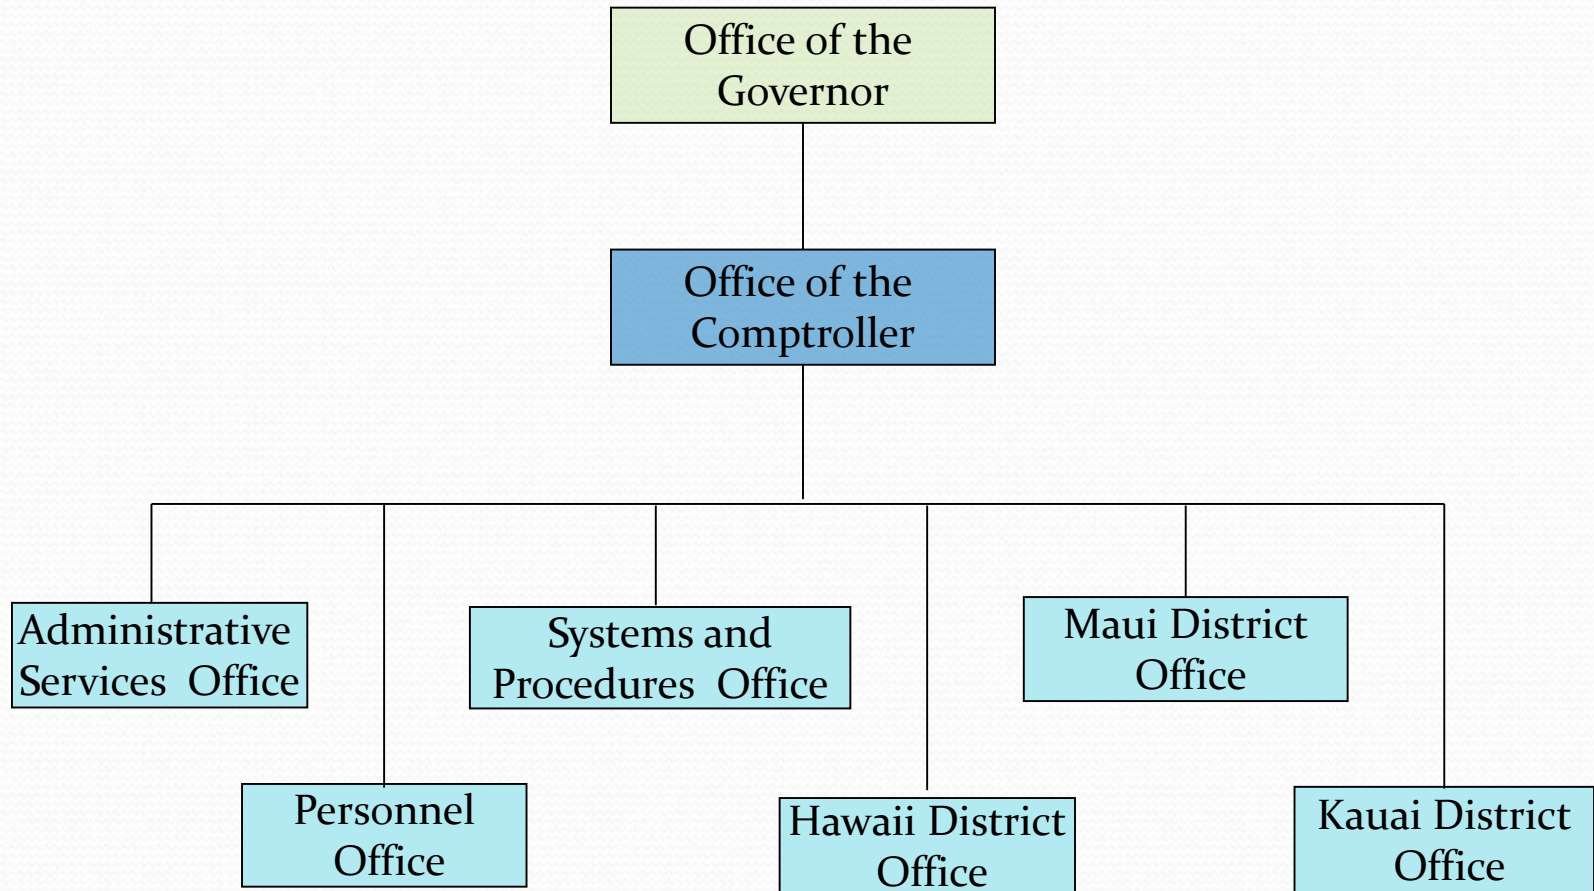 Office of the
Governor
Office of the
Comptroller
Administrative
Services Office
Systems and
Procedures Office
Maui District
Office
Personnel
Office
Hawaii District
Office
Kauai District
Office